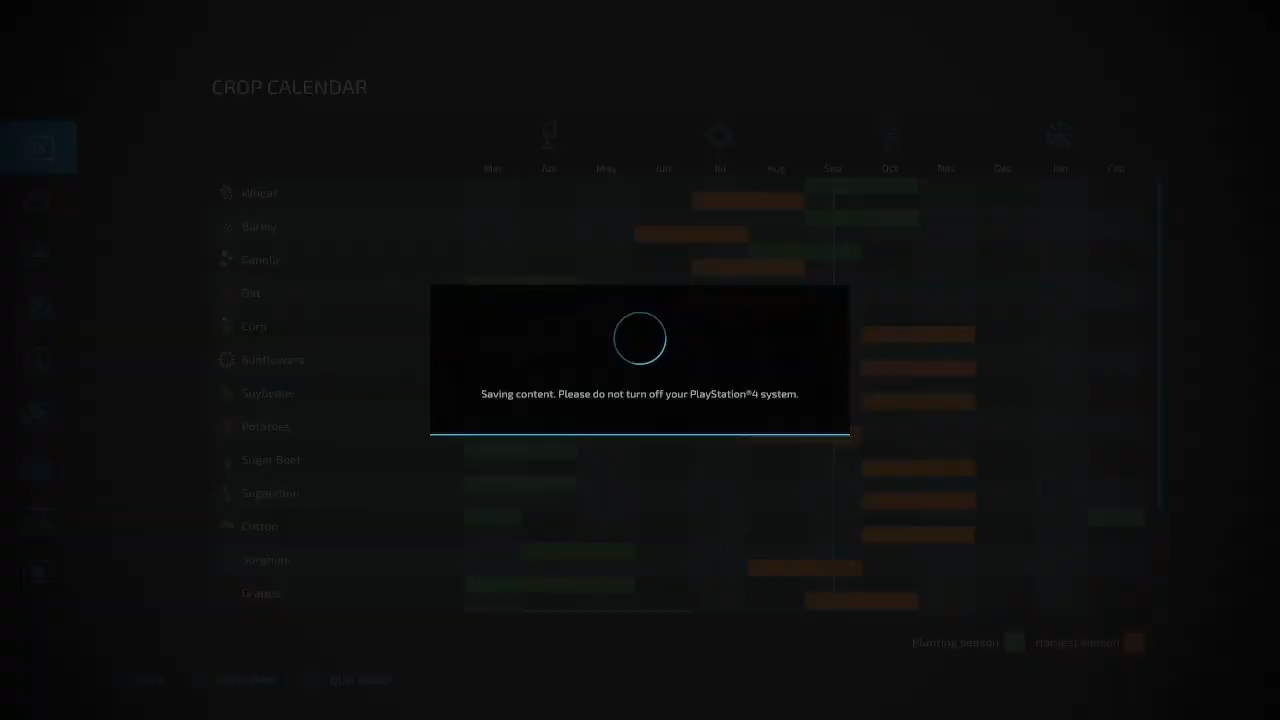 CROP CALENDAR
Mar Apr May Jun Jul Aug Sep Oct Nov Dec Jan Feb
Wheat
Barley
Canola
Oat
Corn
Sunflowers
Soybeans
Potatoes
Sugar Beet
Sugarcane
Cotton
Sorghum
Grapes
Saving content. Please do not turn off your PlayStation®4 system.
Planting season Harvest season
BACK